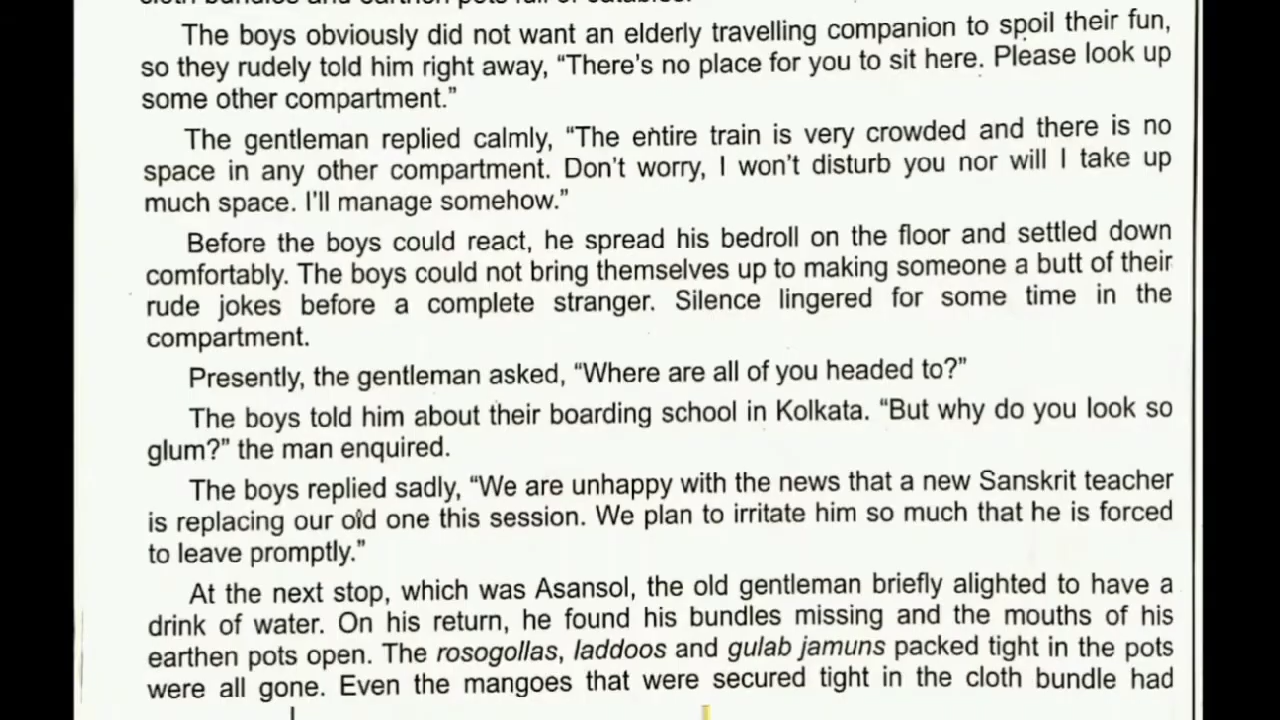 cloth bundles and earthen pots full of eatables.
The boys obviously did not want an elderly travelling companion to spoil their fun,
so they rudely told him right away, “There's no place for you to sit here. Please look up
some other compartment.”
The gentleman replied calmly, “The entire train is very crowded and there is no
space in any other compartment. Don't worry, I won't disturb you nor will I take up
much space. I'll manage somehow.”
Before the boys could react, he spread his bedroll on the floor and settled down
comfortably. The boys could not bring themselves up to making someone a butt of their
rude jokes before a complete stranger. Silence lingered for some time in the
compartment.
Presently, the gentleman asked, “Where are all of you headed to?”
The boys told him about their boarding school in Kolkata. “But why do you look so
glum?” the man enquired.
The boys replied sadly, “We are unhappy with the news that a new Sanskrit teacher
is replacing our old one this session. We plan to irritate him so much that he is forced
to leave promptly.”
At the next stop, which was Asansol, the old gentleman briefly alighted to have a
drink of water. On his return, he found his bundles missing and the mouths of his
earthen pots open. The rosogollas, laddoos and gulab jamuns packed tight in the pots
were all gone. Even the mangoes that were secured tight in the cloth bundle had